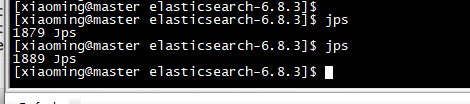 [xiaoming@master elasticsearch-6.8.3]$
[xiaoming@master elasticsearch-6.8.3]$ jps
1879 Jps
[xiaoming@master elasticsearch-6.8.3]$ jps
1889 Jps
[xiaoming@master elasticsearch-6.8.3]$